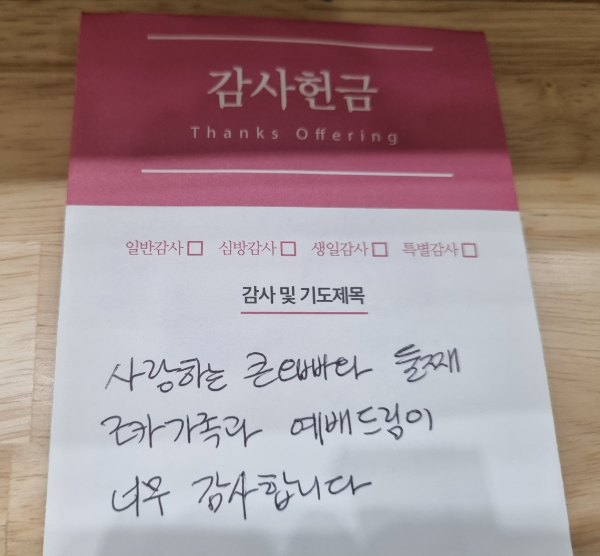 감사헌금
Thanks Offering
일반감사 □ 심방감사 □ 생일감사 □ 특별감사 □
감사 및 기도제목
사랑하는 큰오빠와 둘째
조카가족과 예배드림이
너무 감사합니다